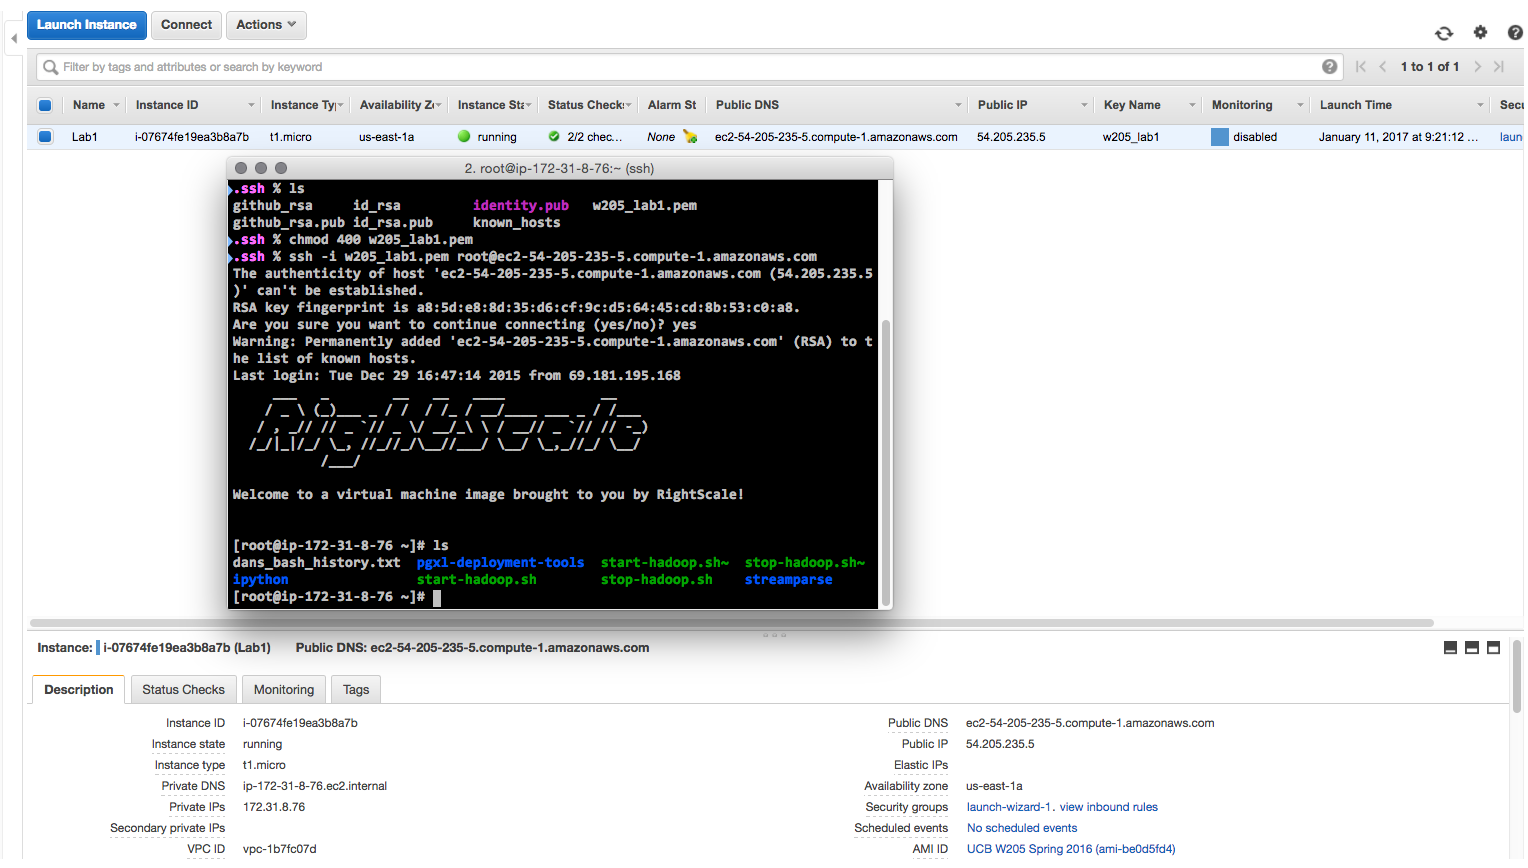 Launch Instance Connect Actions
Filter by tags and attributes or search by keyword 1 to 1 of 1
Name Instance ID Instance Ty Availability Z Instance Sta Status Check Alarm St Public DNS Public IP Key Name Monitoring Launch Time Secu
Lab1 i-07674fe19ea3b8a7b t1.micro us-east-1a running 2/2 chec... None ec2-54-205-235-5.compute-1.amazonaws.com 54.205.235.5 w205_lab1 disabled January 11, 2017 at 9:21:12 ... laun
2. root@ip-172-31-8-76:~ (ssh)
.ssh % ls
github_rsa id_rsa identity.pub w205_lab1.pem
github_rsa.pub id_rsa.pub known_hosts
.ssh % chmod 400 w205_lab1.pem
.ssh % ssh -i w205_lab1.pem root@ec2-54-205-235-5.compute-1.amazonaws.com
The authenticity of host 'ec2-54-205-235-5.compute-1.amazonaws.com (54.205.235.5
)' can't be established.
RSA key fingerprint is a8:5d:e8:8d:35:d6:cf:9c:d5:64:45:cd:8b:53:c0:a8.
Are you sure you want to continue connecting (yes/no)? yes
Warning: Permanently added 'ec2-54-205-235-5.compute-1.amazonaws.com' (RSA) to t
he list of known hosts.
Last login: Tue Dec 29 16:47:14 2015 from 69.181.195.168
RightScale
Welcome to a virtual machine image brought to you by RightScale!
[root@ip-172-31-8-76 ~]# ls
dans_bash_history.txt pgxl-deployment-tools start-hadoop.sh~ stop-hadoop.sh~
ipython start-hadoop.sh stop-hadoop.sh streamparse
[root@ip-172-31-8-76 ~]#
Instance: i-07674fe19ea3b8a7b (Lab1) Public DNS: ec2-54-205-235-5.compute-1.amazonaws.com
Description Status Checks Monitoring Tags
Instance ID i-07674fe19ea3b8a7b Public DNS ec2-54-205-235-5.compute-1.amazonaws.com
Instance state running Public IP 54.205.235.5
Instance type t1.micro Elastic IPs
Private DNS ip-172-31-8-76.ec2.internal Availability zone us-east-1a
Private IPs 172.31.8.76 Security groups launch-wizard-1. view inbound rules
Secondary private IPs Scheduled events No scheduled events
VPC ID vpc-1b7fc07d AMI ID UCB W205 Spring 2016 (ami-be0d5fd4)